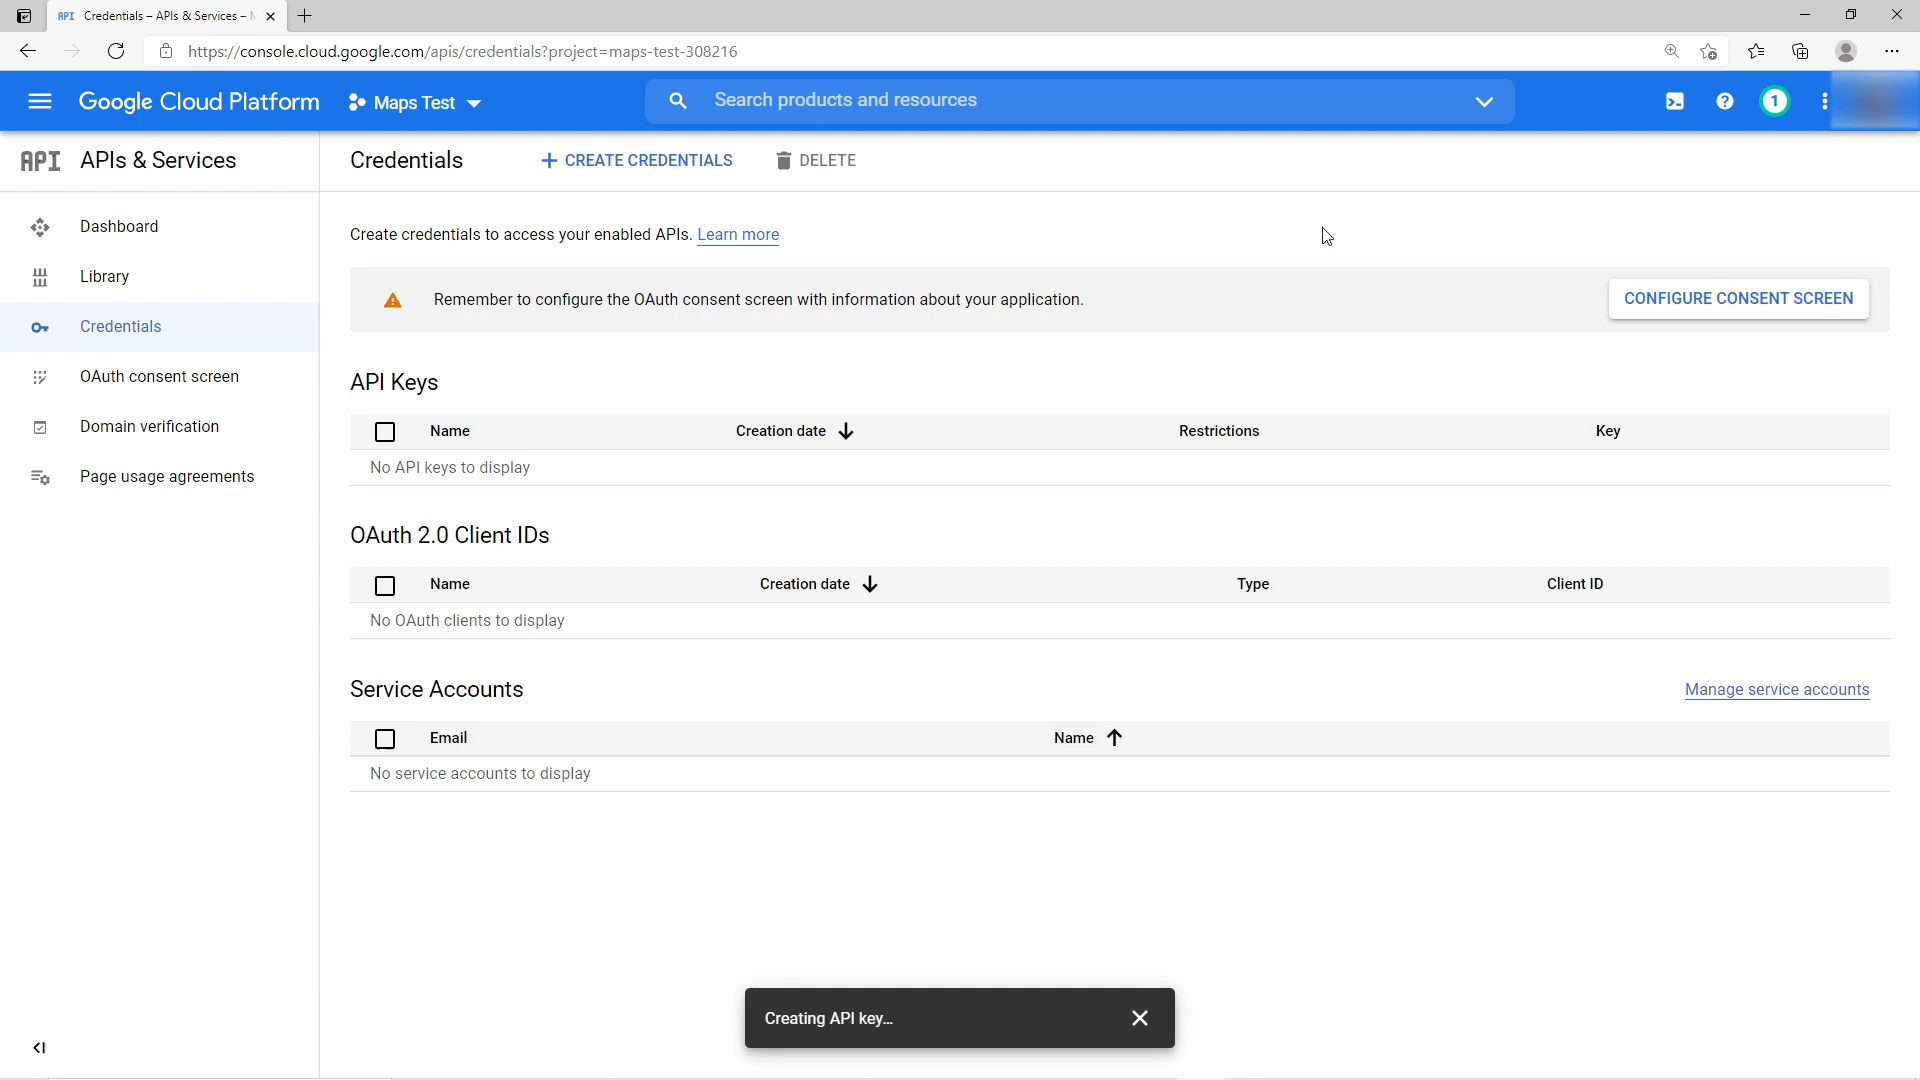 API Credentials – APIs & Services –
https://console.cloud.google.com/apis/credentials?project=maps-test-308216
Google Cloud Platform Maps Test Search products and resources 1
API APIs & Services Credentials CREATE CREDENTIALS DELETE
Dashboard
Library
Credentials
OAuth consent screen
Domain verification
Page usage agreements
Create credentials to access your enabled APIs. Learn more
Remember to configure the OAuth consent screen with information about your application. CONFIGURE CONSENT SCREEN
API Keys
Name Creation date Restrictions Key
No API keys to display
OAuth 2.0 Client IDs
Name Creation date Type Client ID
No OAuth clients to display
Service Accounts Manage service accounts
Email Name
No service accounts to display
Creating API key...